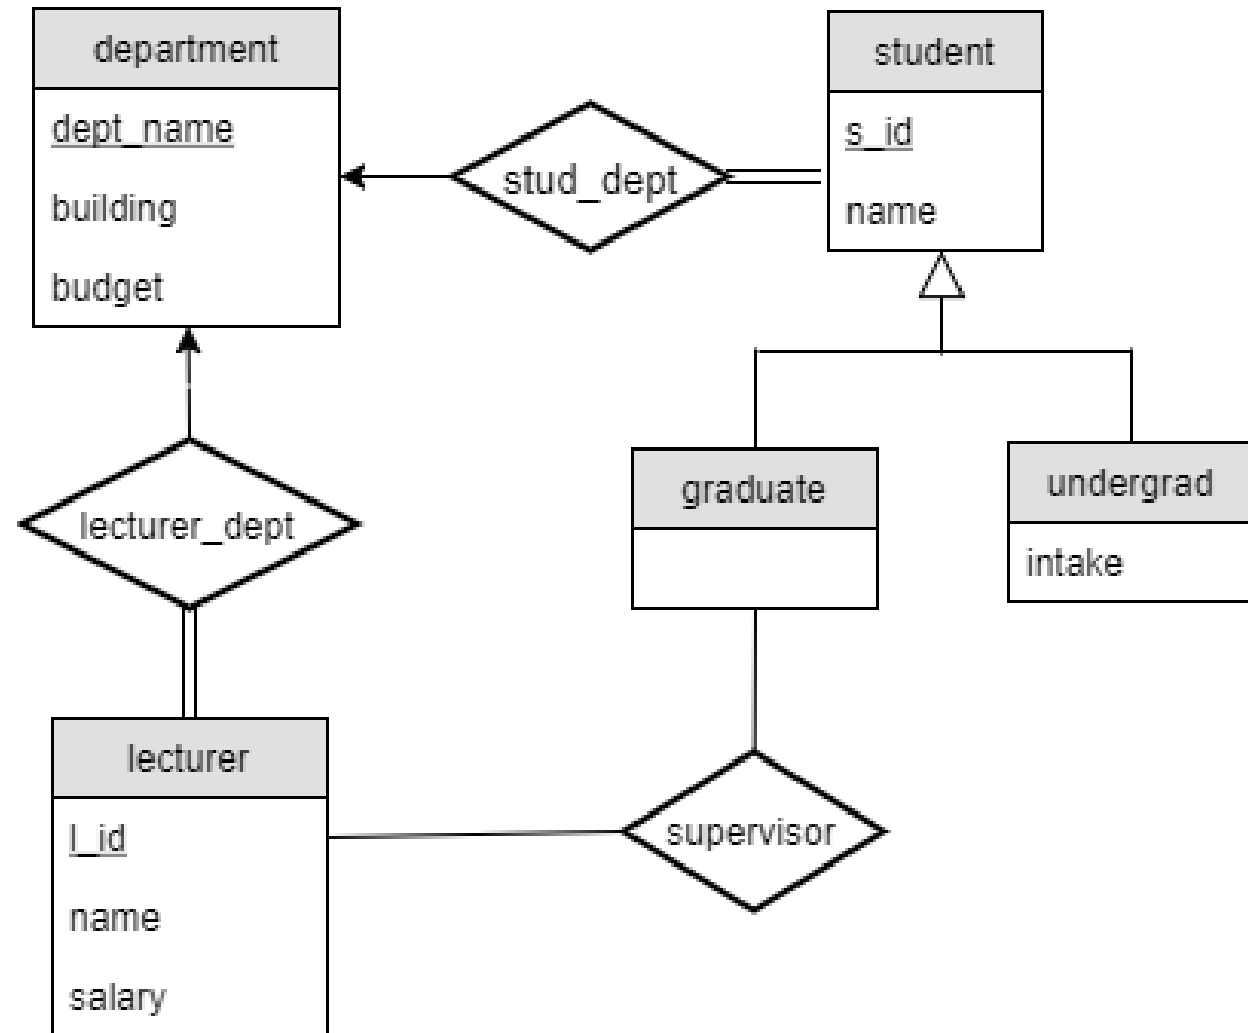 department
dept_name
building
budget
stud_dept
student
s_id
name
lecturer_dept
graduate
undergrad
intake
lecturer
l_id
name
salary
supervisor